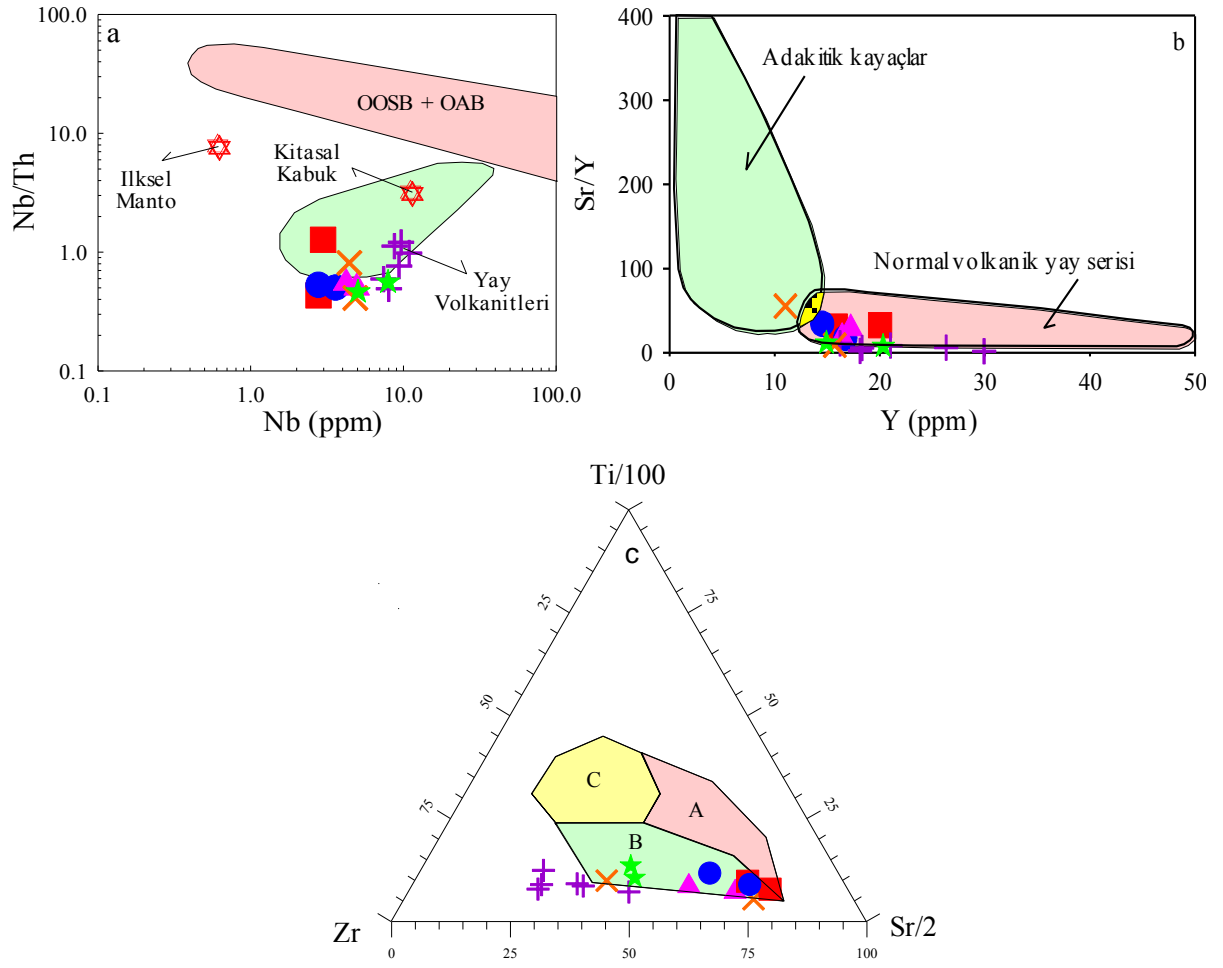 100.0
a
OOSB + OAB
10.0
Kitasal
Kabuk
Ilksel
Manto
Nb/Th
1.0
Yay
Volkanitleri
0.1
0.1
1.0
10.0
100.0
Nb (ppm)
400
b
Adakitik kayaçlar
300
Sr/Y
200
Normal volkanik yay serisi
100
0
0
10
20
30
40
50
Y (ppm)
Ti/100
c
25
75
50
50
C
A
75
25
B
Zr
Sr/2
0
25
50
75
100